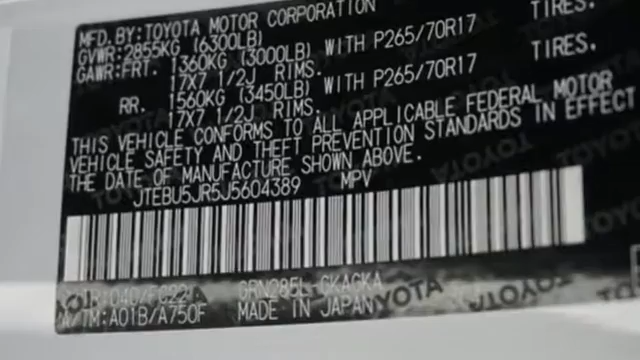 MFD. BY: TOYOTA MOTOR CORPORATION
GVWR: 2855KG (6300LB)
GAWR: FRT. 1360KG (3000LB) WITH P265/70R17 TIRES.
17X7 1/2J RIMS.
RR. 1560KG (3450LB) WITH P265/70R17 TIRES.
17X7 1/2J RIMS.
THIS VEHICLE CONFORMS TO ALL APPLICABLE FEDERAL MOTOR
VEHICLE SAFETY AND THEFT PREVENTION STANDARDS IN EFFECT
THE DATE OF MANUFACTURE SHOWN ABOVE.
JTEBU5JR5J5604389 MPV
GRN285L-GKAGKA
A/TM: A01B/A750F MADE IN JAPAN
TOYOTA